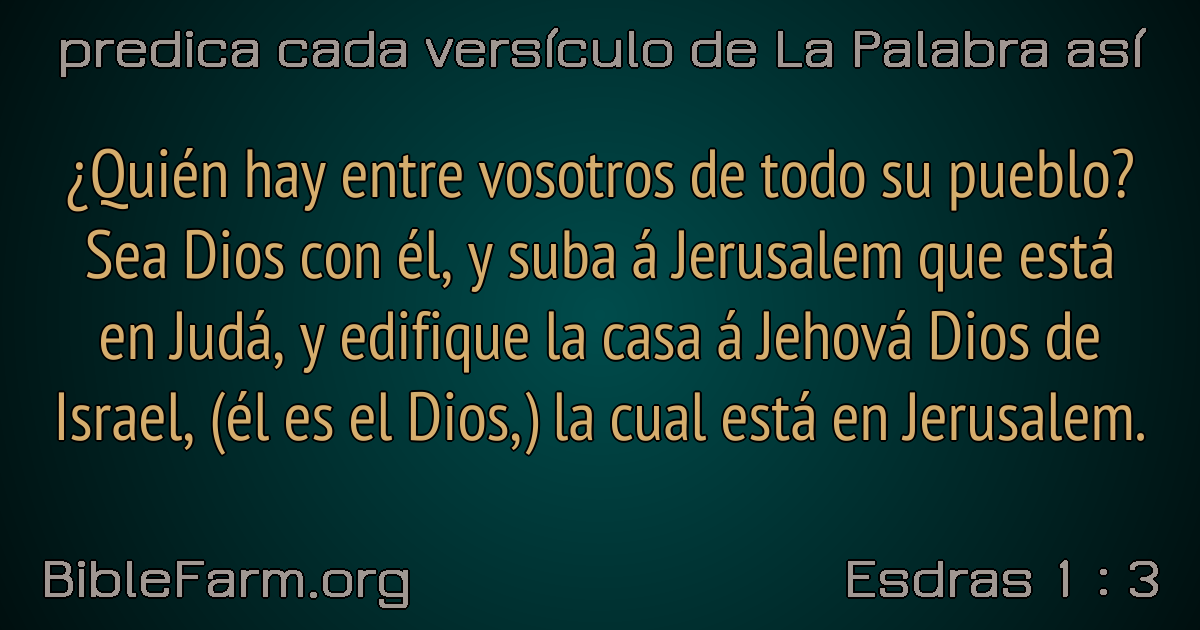 predica cada versículo de La Palabra así
¿Quién hay entre vosotros de todo su pueblo?
Sea Dios con él, y suba á Jerusalem que está
en Judá, y edifique la casa á Jehová Dios de
Israel, (él es el Dios,) la cual está en Jerusalem.
BibleFarm.org
Esdras 1 : 3